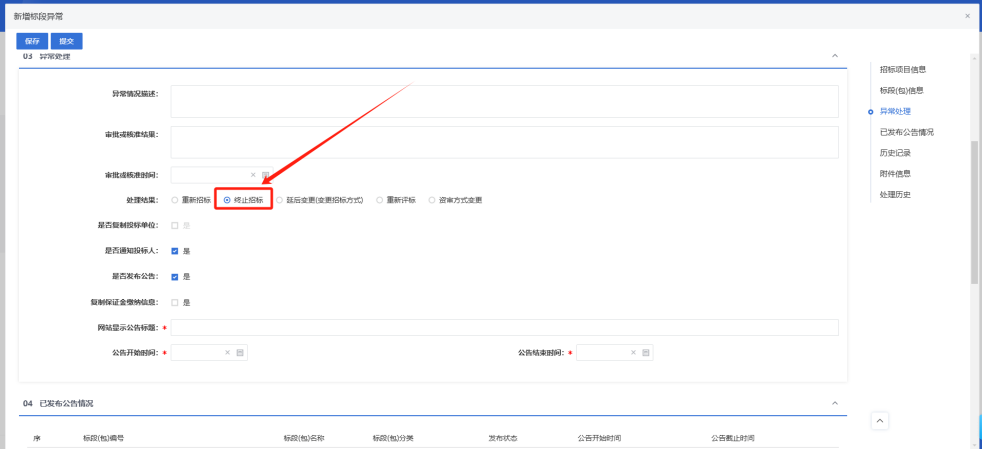 新增标段异常
保存 提交
03 异常处理
异常情况描述:
审批或核准结果:
审批或核准时间:
处理结果: 重新招标 终止招标 延后变更(变更招标方式) 重新评标 资审方式变更
是否复制投标单位: 是
是否通知投标人: 是
是否发布公告: 是
复制保证金缴纳信息: 是
网站显示公告标题: *
公告开始时间: * 公告结束时间: *
04 已发布公告情况
序 标段(包)编号 标段(包)名称 标段(包)分类 发布状态 公告开始时间 公告截止时间
招标项目信息
标段(包)信息
异常处理
已发布公告情况
历史记录
附件信息
处理历史